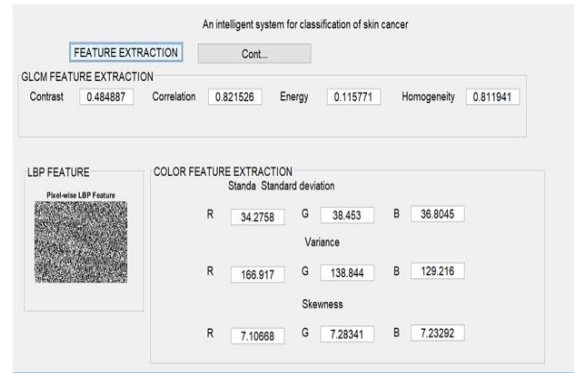 An intelligent system for classification of skin cancer
FEATURE EXTRACTION Cont...
GLCM FEATURE EXTRACTION
Contrast 0.484887 Correlation 0.821526 Energy 0.115771 Homogeneity 0.811941
LBP FEATURE
Pixel-wise LBP Feature
COLOR FEATURE EXTRACTION
Standa Standard deviation
R 34.2758 G 38.453 B 36.8045
Variance
R 166.917 G 138.844 B 129.216
Skewness
R 7.10668 G 7.28341 B 7.23292